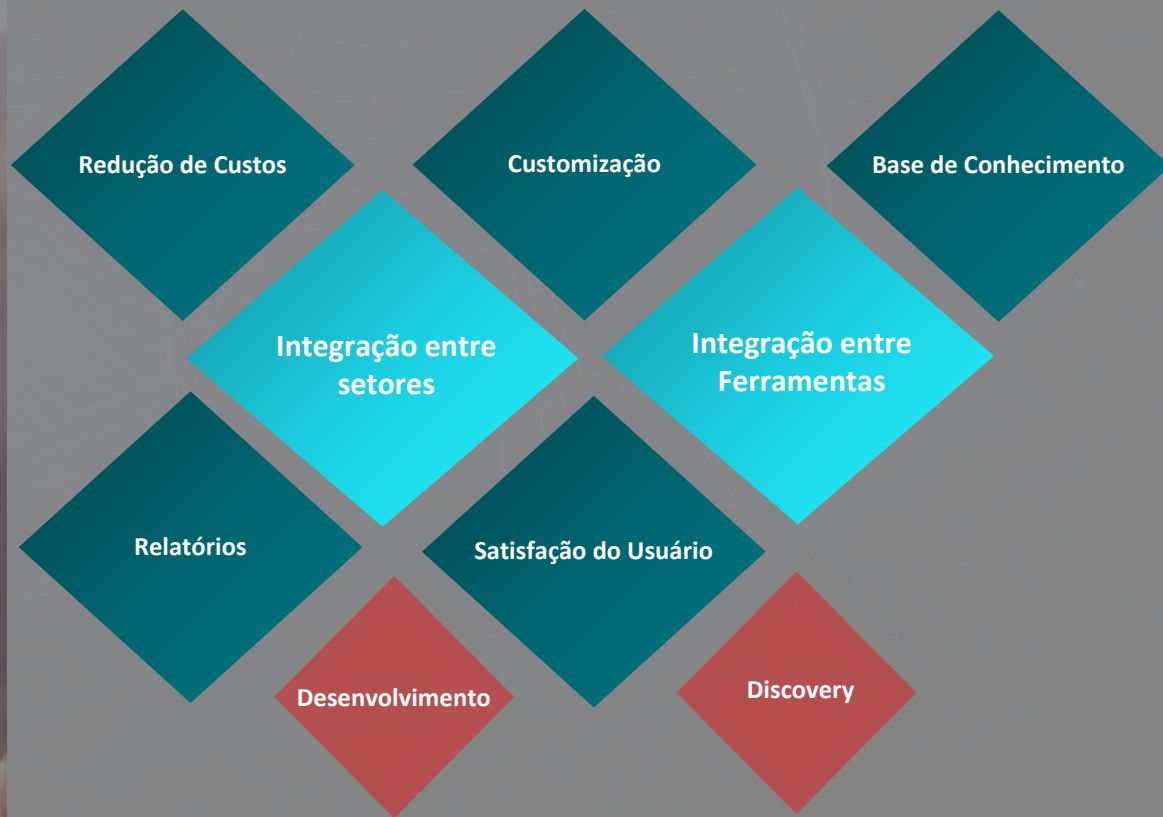 Redução de Custos
Customização
Base de Conhecimento
Integração entre
setores
Integração entre
Ferramentas
Relatórios
Satisfação do Usuário
Desenvolvimento
Discovery